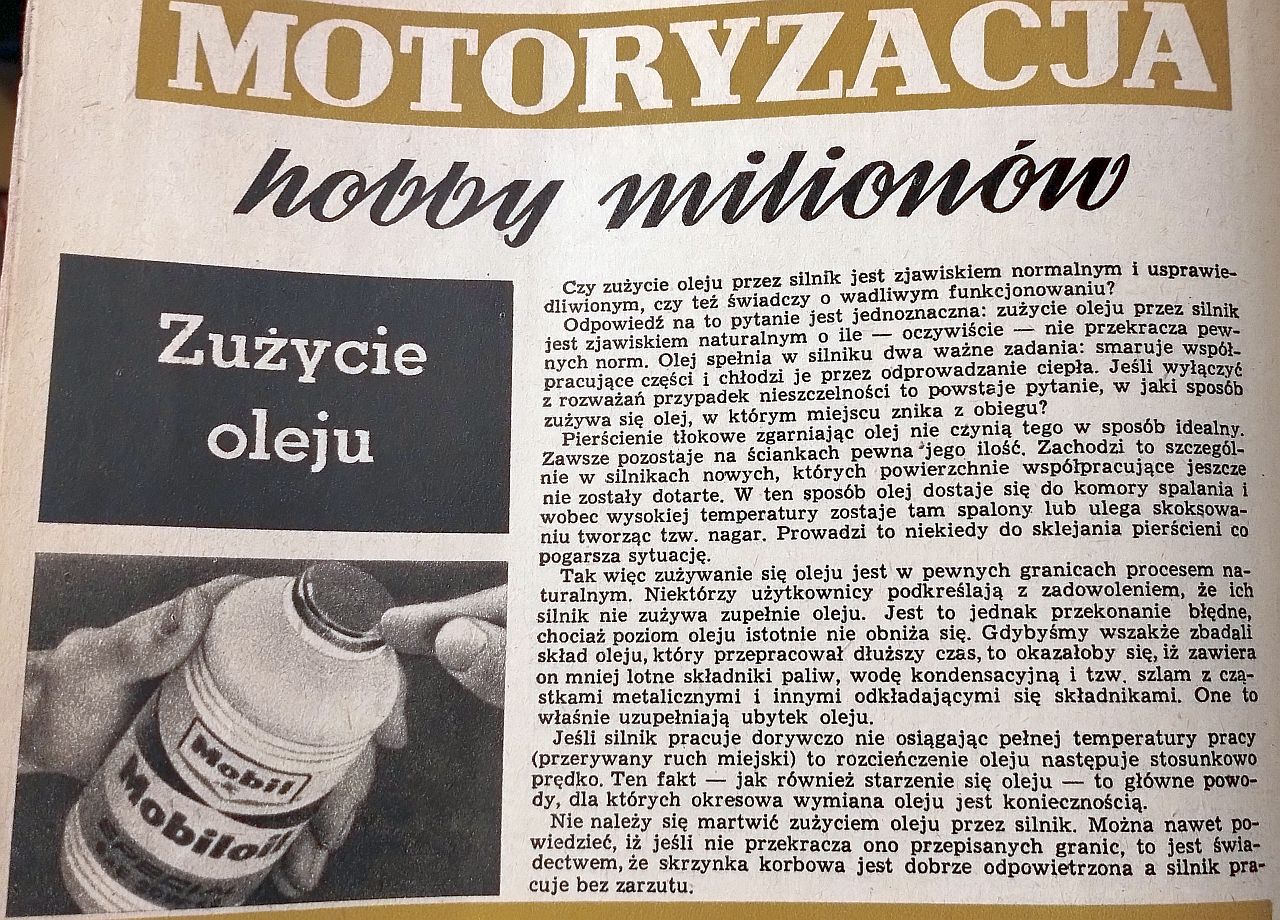 MOTORYZACJA
hobby milionów
Zużycie
oleju
Czy zużycie oleju przez silnik jest zjawiskiem normalnym i usprawie-
dliwionym, czy też świadczy o wadliwym funkcjonowaniu?
Odpowiedź na to pytanie jest jednoznaczna: zużycie oleju przez silnik
jest zjawiskiem naturalnym o ile — oczywiście — nie przekracza pew-
nych norm. Olej spełnia w silniku dwa ważne zadania: smaruje współ-
pracujące części i chłodzi je przez odprowadzanie ciepła. Jeśli wyłączyć
z rozważań przypadek nieszczelności to powstaje pytanie, w jaki sposób
zużywa się olej, w którym miejscu znika z obiegu?
Pierścienie tłokowe zgarniając olej nie czynią tego w sposób idealny.
Zawsze pozostaje na ściankach pewna jego ilość. Zachodzi to szczegól-
nie w silnikach nowych, których powierzchnie współpracujące jeszcze
nie zostały dotarte. W ten sposób olej dostaje się do komory spalania i
wobec wysokiej temperatury zostaje tam spalony lub ulega skoksowa-
niu tworząc tzw. nagar. Prowadzi to niekiedy do sklejania pierścieni co
pogarsza sytuację.
Tak więc zużywanie się oleju jest w pewnych granicach procesem na-
turalnym. Niektórzy użytkownicy podkreślają z zadowoleniem, że ich
silnik nie zużywa zupełnie oleju. Jest to jednak przekonanie błędne,
chociaż poziom oleju istotnie nie obniża się. Gdybyśmy wszakże zbadali
skład oleju, który przepracował dłuższy czas, to okazałoby się, iż zawiera
on mniej lotne składniki paliw, wodę kondensacyjną i tzw. szlam z czą-
stkami metalicznymi i innymi odkładającymi się składnikami. One to
właśnie uzupełniają ubytek oleju.
Jeśli silnik pracuje dorywczo nie osiągając pełnej temperatury pracy
(przerywany ruch miejski) to rozcieńczenie oleju następuje stosunkowo
prędko. Ten fakt — jak również starzenie się oleju — to główne powo-
dy, dla których okresowa wymiana oleju jest koniecznością.
Nie należy się martwić zużyciem oleju przez silnik. Można nawet po-
wiedzieć, iż jeśli nie przekracza ono przepisanych granic, to jest świa-
dectwem, że skrzynka korbowa jest dobrze odpowietrzona a silnik pra-
cuje bez zarzutu.
Mobil
Mobiloil